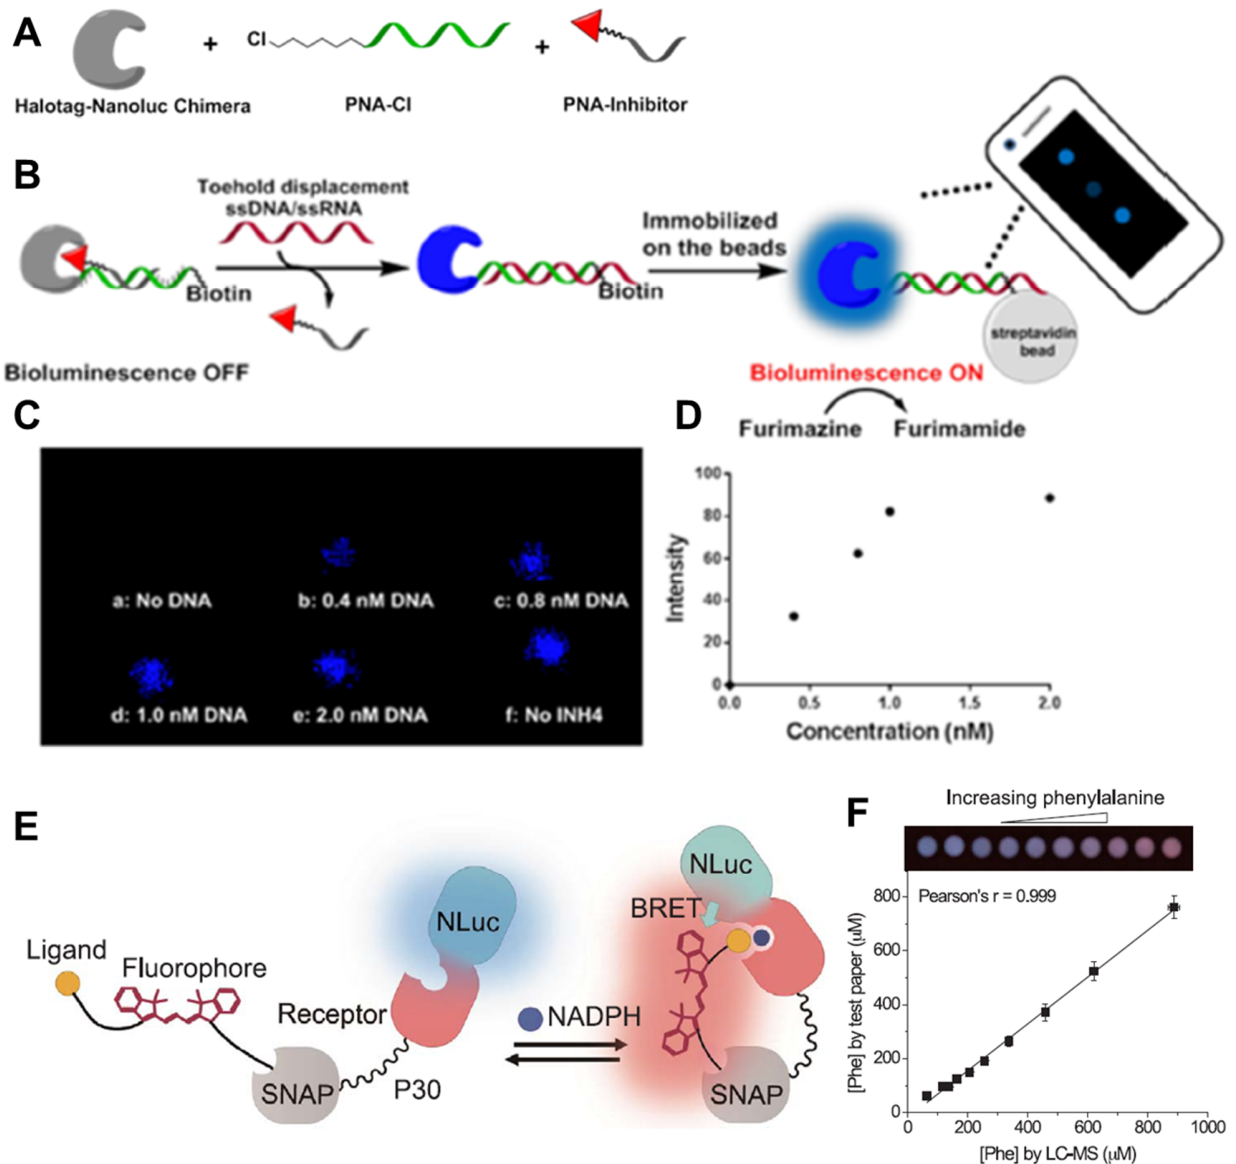 A
+
Cl
+
Halotag-Nanoluc Chimera
PNA-Cl
PNA-Inhibitor
B
Toehold displacement
ssDNA/ssRNA
Biotin
Immobilized
on the beads
Biotin
streptavidin
bead
Bioluminescence OFF
Bioluminescence ON
Furimazine
Furimamide
C
a: No DNA
b: 0.4 nM DNA
c: 0.8 nM DNA
d: 1.0 nM DNA
e: 2.0 nM DNA
f: No INH4
D
100
80
60
40
20
0
Intensity
0.0
0.5
1.0
1.5
2.0
Concentration (nM)
E
Ligand
Fluorophore
NLuc
Receptor
SNAP
P30
NADPH
NLuc
BRET
SNAP
F
Increasing phenylalanine
Pearson's r = 0.999
800
600
400
200
0
[Phe] by test paper (μM)
0
200
400
600
800
1000
[Phe] by LC-MS (μM)